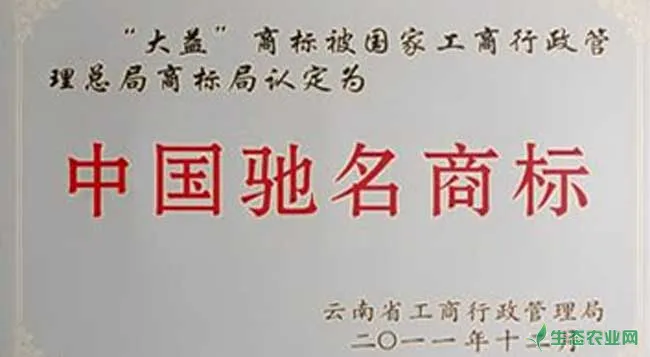 “大益”商标被国家工商行政管
理总局商标局认定为
中国驰名商标
云南省工商行政管理局
二〇一一年十二月
生态农业网